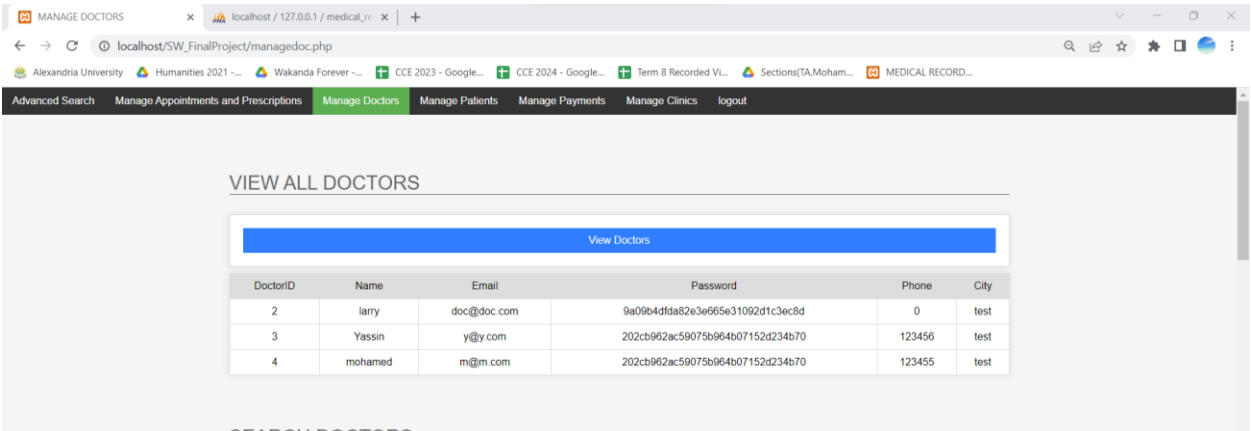 MANAGE DOCTORS
localhost / 127.0.0.1 / medical_re
localhost/SW_FinalProject/managedoc.php
Alexandria University Humanities 2021 -... Wakanda Forever -... CCE 2023 - Google... CCE 2024 - Google... Term 8 Recorded Vi... Sections(TA.Moham... MEDICAL RECORD...
Advanced Search Manage Appointments and Prescriptions Manage Doctors Manage Patients Manage Payments Manage Clinics logout
VIEW ALL DOCTORS
View Doctors
DoctorID Name Email Password Phone City
2 larry doc@doc.com 9a09b4dfda82e3e665e31092d1c3ec8d 0 test
3 Yassin y@y.com 202cb962ac59075b964b07152d234b70 123456 test
4 mohamed m@m.com 202cb962ac59075b964b07152d234b70 123455 test
SEARCH DOCTORS